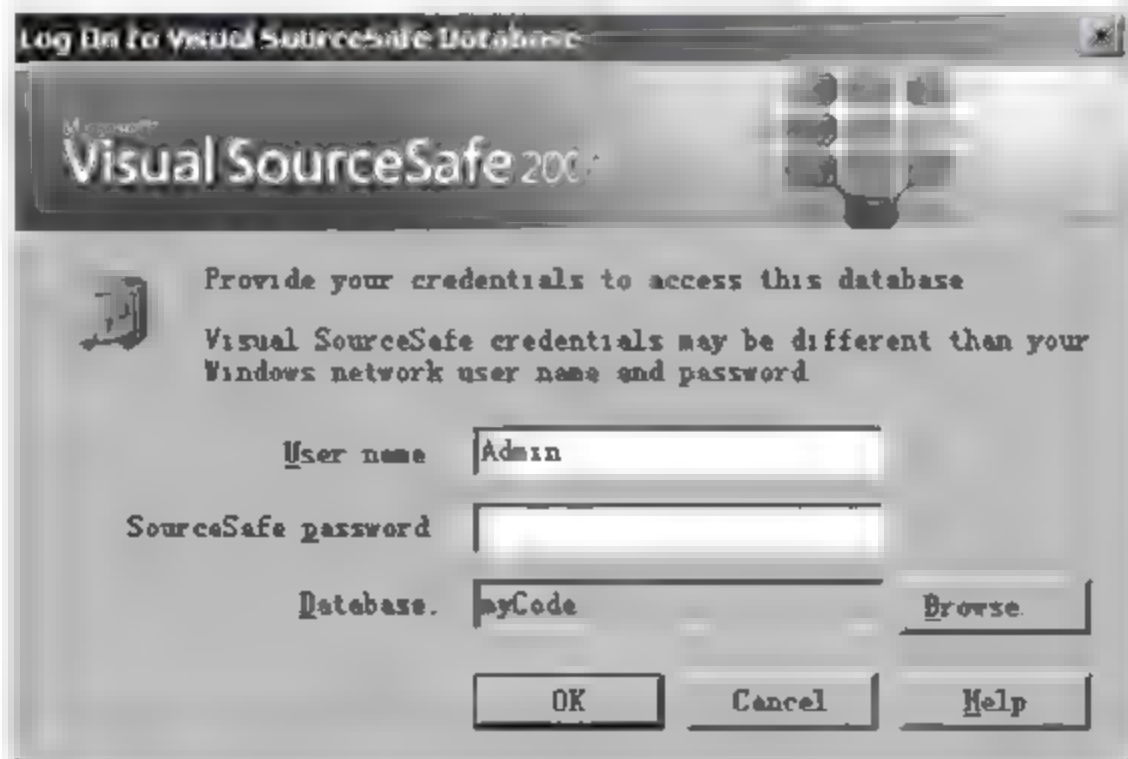 Log On to Visual SourceSafe Database
Microsoft
Visual SourceSafe
Provide your credentials to access this database
Visual SourceSafe credentials may be different than your
Windows network user name and password
User name
Admin
SourceSafe password
Database.
myCode
Browse.
OK
Cancel
Help